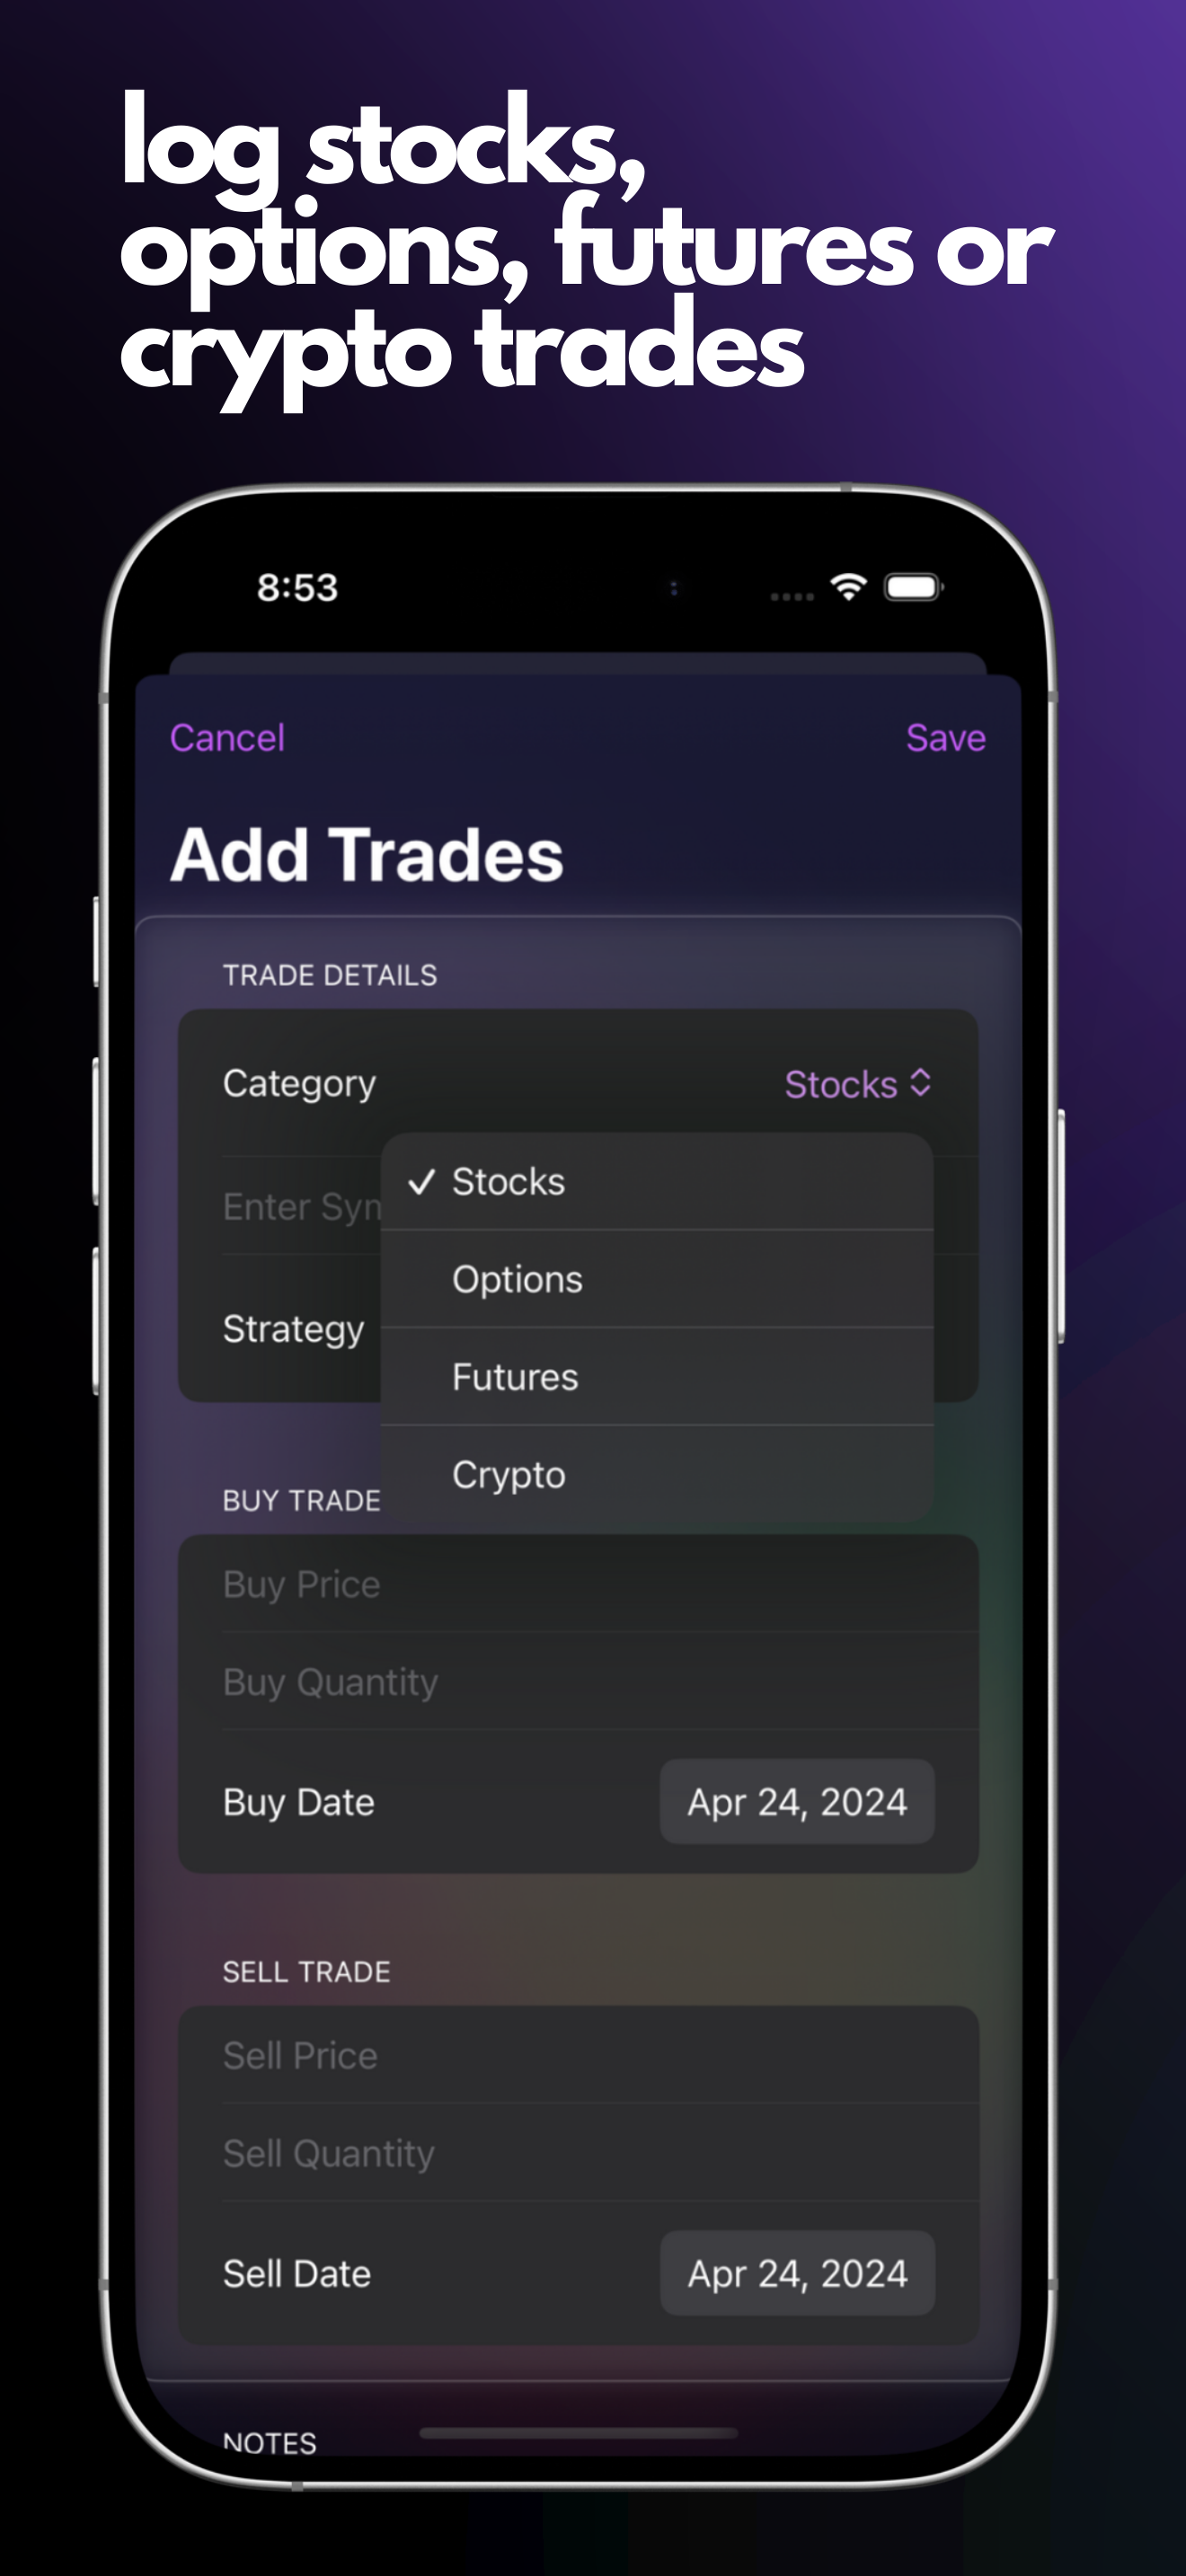 log stocks,
options, futures or
crypto trades
8:53
Cancel
Save
Add Trades
TRADE DETAILS
Category
Stocks
Stocks
Enter
Options
Strategy
Futures
Crypto
BUY TRADE
Buy Price
Buy Quantity
Buy Date
Apr 24, 2024
SELL TRADE
Sell Price
Sell Quantity
Sell Date
Apr 24, 2024
NOTES